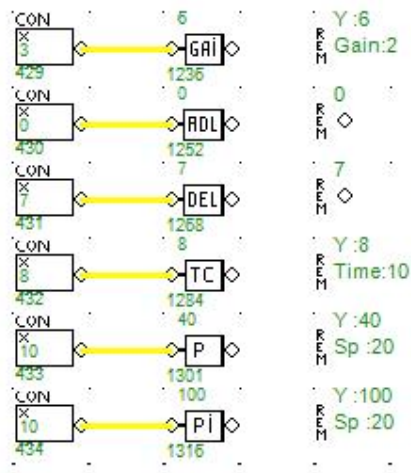 CON 6 Y :6
X
3 GAİ REM Gain:2
429 1236
CON 0 0
X
0 ADL REM
430 1252
CON 7 7
X
7 DEL REM
431 1268
CON 8 Y :8
X
8 TC REM Time:10
432 1284
CON 40 Y :40
X
10 P REM Sp :20
433 1301
CON 100 Y :100
X
10 Pİ REM Sp :20
434 1316